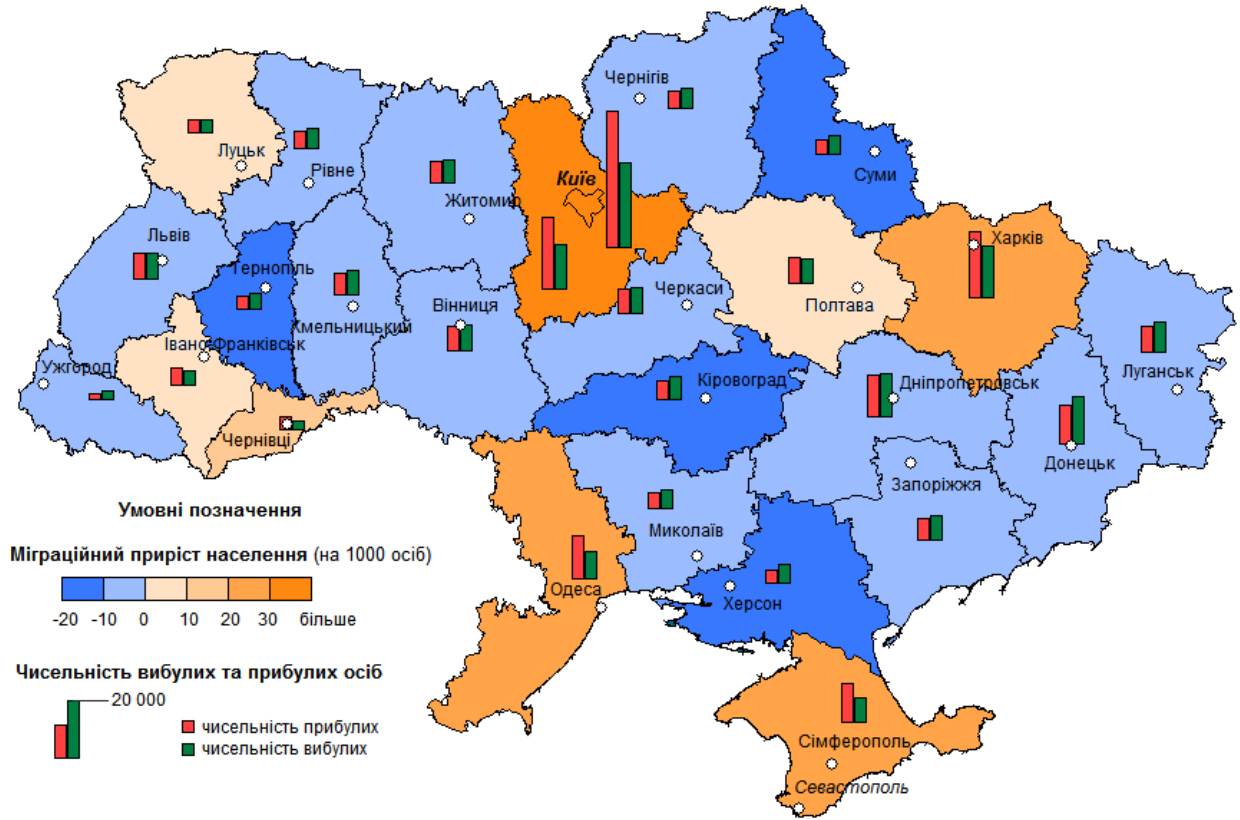 Чернігів
Суми
Луцьк
Рівне
Київ
Житомир
Львів
Тернопіль
Харків
Черкаси
Полтава
Вінниця
Хмельницький
Івано-Франківськ
Ужгород
Луганськ
Кіровоград
Дніпропетровськ
Чернівці
Донецьк
Запоріжжя
Миколаїв
Одеса
Херсон
Сімферополь
Севастополь
Умовні позначення
Міграційний приріст населення (на 1000 осіб)
-20 -10 0 10 20 30 більше
Чисельність вибулих та прибулих осіб
20 000
чисельність прибулих
чисельність вибулих